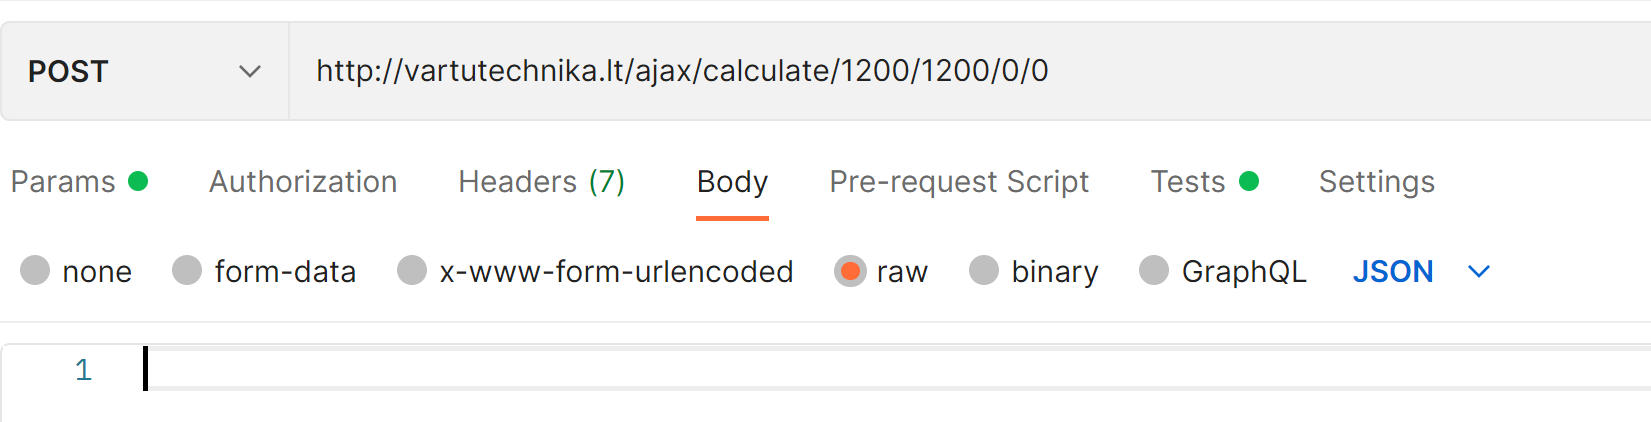 POST http://vartutechnika.lt/ajax/calculate/1200/1200/0/0
Params Authorization Headers (7) Body Pre-request Script Tests Settings
none form-data x-www-form-urlencoded raw binary GraphQL JSON
1